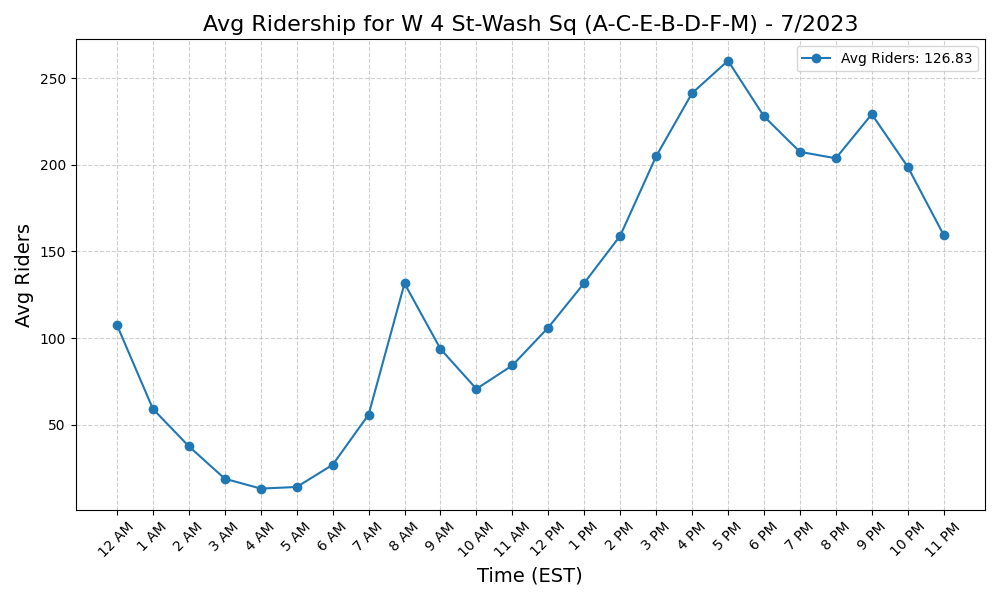 Avg Ridership for W 4 St-Wash Sq (A-C-E-B-D-F-M) - 7/2023
Avg Riders: 126.83
Avg Riders
250
200
150
100
50
12 AM
1 AM
2 AM
3 AM
4 AM
5 AM
6 AM
7 AM
8 AM
9 AM
10 AM
11 AM
12 PM
1 PM
2 PM
3 PM
4 PM
5 PM
6 PM
7 PM
8 PM
9 PM
10 PM
11 PM
Time (EST)